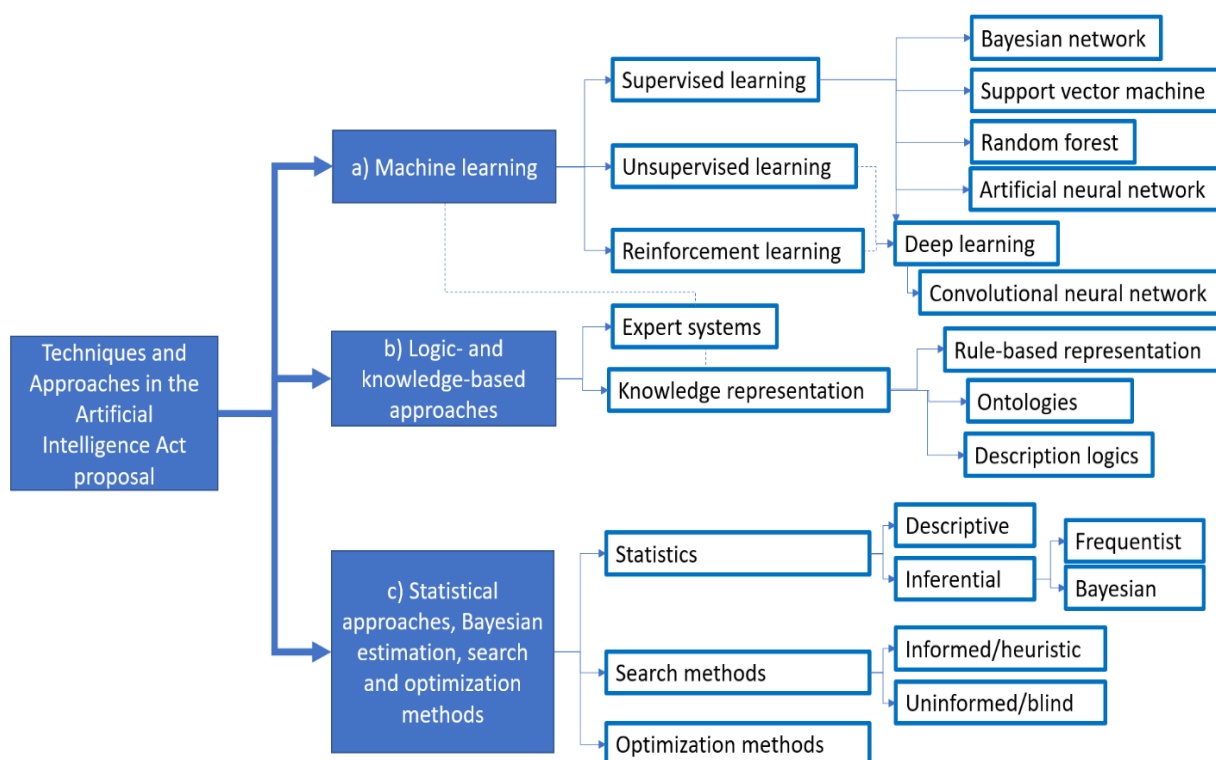 Techniques and
Approaches in the
Artificial
Intelligence Act
proposal
a) Machine learning
Supervised learning
Bayesian network
Support vector machine
Random forest
Artificial neural network
Unsupervised learning
Reinforcement learning
Deep learning
Convolutional neural network
b) Logic- and
knowledge-based
approaches
Expert systems
Knowledge representation
Rule-based representation
Ontologies
Description logics
c) Statistical
approaches, Bayesian
estimation, search
and optimization
methods
Statistics
Descriptive
Inferential
Frequentist
Bayesian
Search methods
Informed/heuristic
Uninformed/blind
Optimization methods